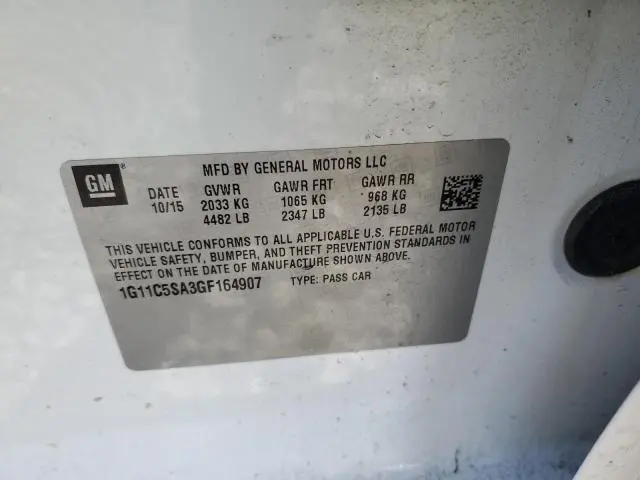 GM
MFD BY GENERAL MOTORS LLC
DATE GVWR GAWR FRT GAWR RR
10/15 2033 KG 1065 KG 968 KG
4482 LB 2347 LB 2135 LB
THIS VEHICLE CONFORMS TO ALL APPLICABLE U.S. FEDERAL MOTOR
VEHICLE SAFETY, BUMPER, AND THEFT PREVENTION STANDARDS IN
EFFECT ON THE DATE OF MANUFACTURE SHOWN ABOVE.
1G11C5SA3GF164907 TYPE: PASS CAR